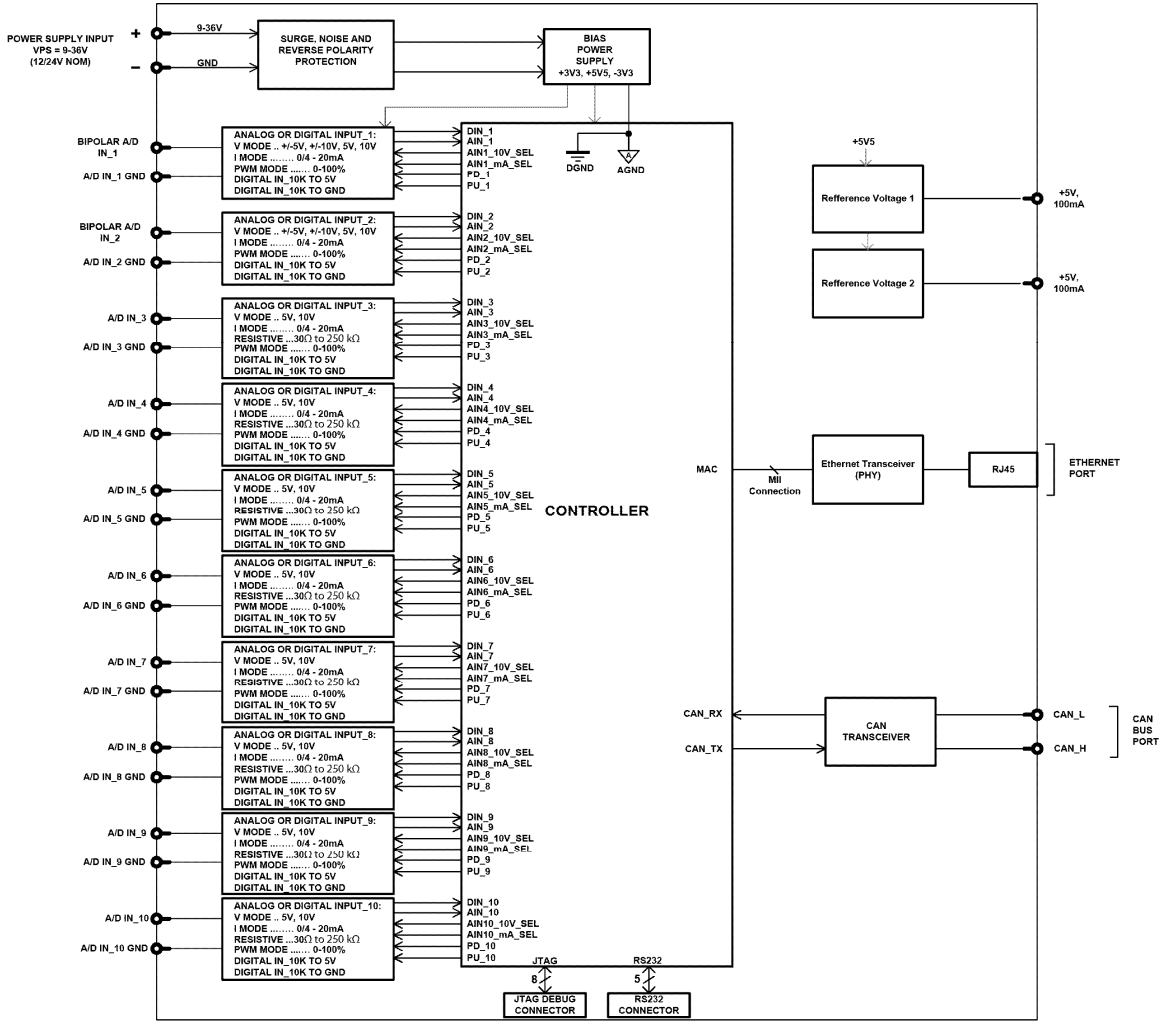 POWER SUPPLY INPUT
VPS = 9-36V
(12/24V NOM)
+
−
9-36V
GND
SURGE, NOISE AND
REVERSE POLARITY
PROTECTION
BIAS
POWER
SUPPLY
+3V3, +5V5, -3V3
DGND
A
AGND
BIPOLAR A/D
IN_1
A/D IN_1 GND
ANALOG OR DIGITAL INPUT_1:
V MODE .. +/-5V, +/-10V, 5V, 10V
I MODE ........ 0/4 - 20mA
PWM MODE ....... 0-100%
DIGITAL IN_10K TO 5V
DIGITAL IN_10K TO GND
DIN_1
AIN_1
AIN1_10V_SEL
AIN1_mA_SEL
PD_1
PU_1
BIPOLAR A/D
IN_2
A/D IN_2 GND
ANALOG OR DIGITAL INPUT_2:
V MODE .. +/-5V, +/-10V, 5V, 10V
I MODE ........ 0/4 - 20mA
PWM MODE ....... 0-100%
DIGITAL IN_10K TO 5V
DIGITAL IN_10K TO GND
DIN_2
AIN_2
AIN2_10V_SEL
AIN2_mA_SEL
PD_2
PU_2
A/D IN_3
A/D IN_3 GND
ANALOG OR DIGITAL INPUT_3:
V MODE .. 5V, 10V
I MODE ........ 0/4 - 20mA
RESISTIVE ...30Ω to 250 kΩ
PWM MODE ....... 0-100%
DIGITAL IN_10K TO 5V
DIGITAL IN_10K TO GND
DIN_3
AIN_3
AIN3_10V_SEL
AIN3_mA_SEL
PD_3
PU_3
A/D IN_4
A/D IN_4 GND
ANALOG OR DIGITAL INPUT_4:
V MODE .. 5V, 10V
I MODE ........ 0/4 - 20mA
RESISTIVE ...30Ω to 250 kΩ
PWM MODE ....... 0-100%
DIGITAL IN_10K TO 5V
DIGITAL IN_10K TO GND
DIN_4
AIN_4
AIN4_10V_SEL
AIN4_mA_SEL
PD_4
PU_4
A/D IN_5
A/D IN_5 GND
ANALOG OR DIGITAL INPUT_5:
V MODE .. 5V, 10V
I MODE ........ 0/4 - 20mA
RESISTIVE ...30Ω to 250 kΩ
PWM MODE ....... 0-100%
DIGITAL IN_10K TO 5V
DIGITAL IN_10K TO GND
DIN_5
AIN_5
AIN5_10V_SEL
AIN5_mA_SEL
PD_5
PU_5
A/D IN_6
A/D IN_6 GND
ANALOG OR DIGITAL INPUT_6:
V MODE .. 5V, 10V
I MODE ........ 0/4 - 20mA
RESISTIVE ...30Ω to 250 kΩ
PWM MODE ....... 0-100%
DIGITAL IN_10K TO 5V
DIGITAL IN_10K TO GND
DIN_6
AIN_6
AIN6_10V_SEL
AIN6_mA_SEL
PD_6
PU_6
A/D IN_7
A/D IN_7 GND
ANALOG OR DIGITAL INPUT_7:
V MODE .. 5V, 10V
I MODE ........ 0/4 - 20mA
RESISTIVE ...30Ω to 250 kΩ
PWM MODE ....... 0-100%
DIGITAL IN_10K TO 5V
DIGITAL IN_10K TO GND
DIN_7
AIN_7
AIN7_10V_SEL
AIN7_mA_SEL
PD_7
PU_7
A/D IN_8
A/D IN_8 GND
ANALOG OR DIGITAL INPUT_8:
V MODE .. 5V, 10V
I MODE ........ 0/4 - 20mA
RESISTIVE ...30Ω to 250 kΩ
PWM MODE ....... 0-100%
DIGITAL IN_10K TO 5V
DIGITAL IN_10K TO GND
DIN_8
AIN_8
AIN8_10V_SEL
AIN8_mA_SEL
PD_8
PU_8
A/D IN_9
A/D IN_9 GND
ANALOG OR DIGITAL INPUT_9:
V MODE .. 5V, 10V
I MODE ........ 0/4 - 20mA
RESISTIVE ...30Ω to 250 kΩ
PWM MODE ....... 0-100%
DIGITAL IN_10K TO 5V
DIGITAL IN_10K TO GND
DIN_9
AIN_9
AIN9_10V_SEL
AIN9_mA_SEL
PD_9
PU_9
A/D IN_10
A/D IN_10 GND
ANALOG OR DIGITAL INPUT_10:
V MODE .. 5V, 10V
I MODE ........ 0/4 - 20mA
RESISTIVE ...30Ω to 250 kΩ
PWM MODE ....... 0-100%
DIGITAL IN_10K TO 5V
DIGITAL IN_10K TO GND
DIN_10
AIN_10
AIN10_10V_SEL
AIN10_mA_SEL
PD_10
PU_10
CONTROLLER
+5V5
Refference Voltage 1
+5V,
100mA
Refference Voltage 2
+5V,
100mA
MAC
MII
Connection
Ethernet Transceiver
(PHY)
RJ45
ETHERNET
PORT
CAN_RX
CAN_TX
CAN
TRANSCEIVER
CAN_L
CAN_H
CAN
BUS
PORT
JTAG
8
JTAG DEBUG
CONNECTOR
RS232
5
RS232
CONNECTOR